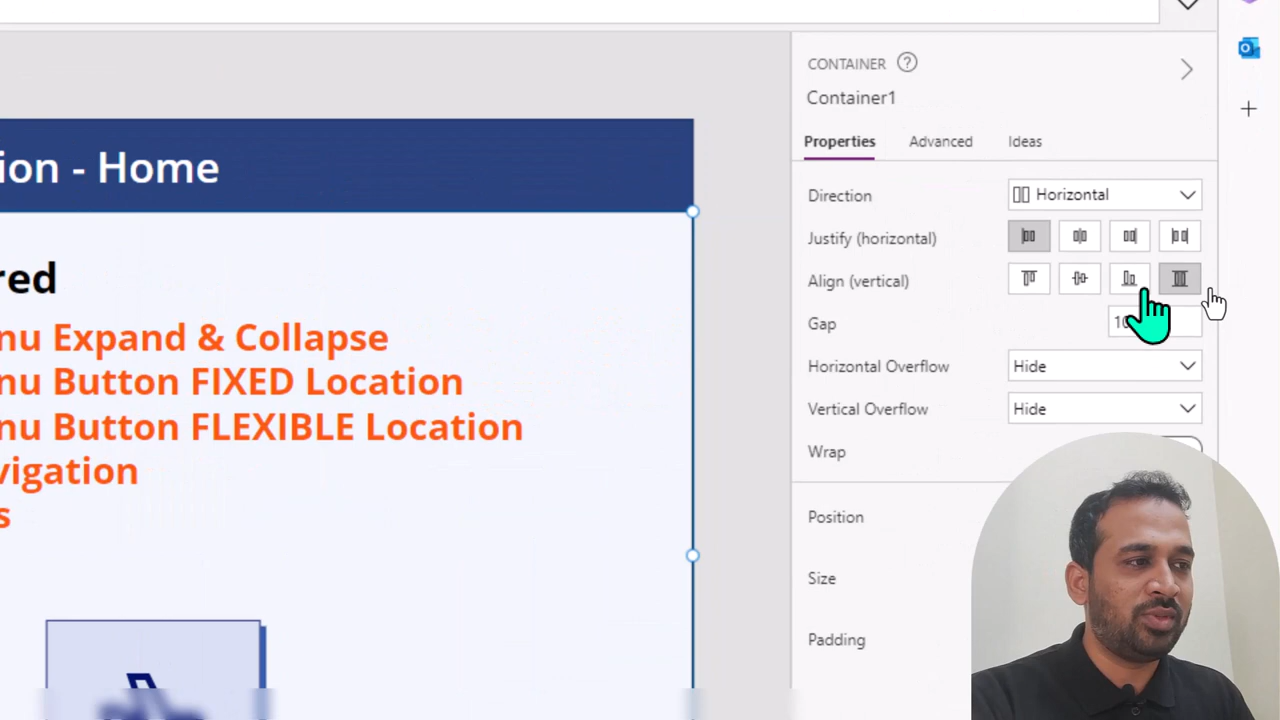 CONTAINER
Container1
Properties Advanced Ideas
Direction Horizontal
Justify (horizontal)
Align (vertical)
Gap
Horizontal Overflow Hide
Vertical Overflow Hide
Wrap
Position
Size
Padding
ion - Home
red
nu Expand & Collapse
nu Button FIXED Location
nu Button FLEXIBLE Location
vigation
s